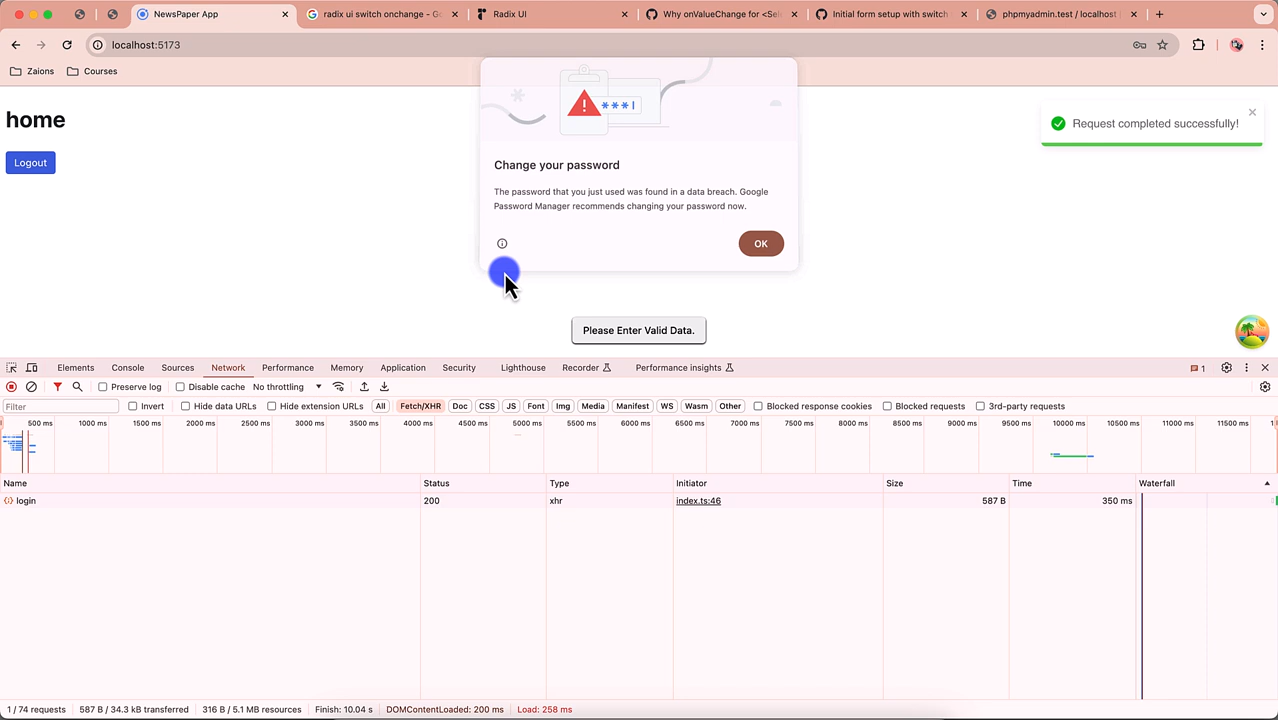 NewsPaper App
radix ui switch onchange - Go
Radix UI
Why onValueChange for <Sele
Initial form setup with switch
phpmyadmin.test / localhost
localhost:5173
Zaions
Courses
home
Logout
***|
Change your password
The password that you just used was found in a data breach. Google
Password Manager recommends changing your password now.
OK
Request completed successfully!
Please Enter Valid Data.
Elements Console Sources Network Performance Memory Application Security Lighthouse Recorder Performance insights 1
Preserve log Disable cache No throttling
Filter Invert Hide data URLs Hide extension URLs All Fetch/XHR Doc CSS JS Font Img Media Manifest WS Wasm Other Blocked response cookies Blocked requests 3rd-party requests
500 ms 1000 ms 1500 ms 2000 ms 2500 ms 3000 ms 3500 ms 4000 ms 4500 ms 5000 ms 5500 ms 6000 ms 6500 ms 7000 ms 7500 ms 8000 ms 8500 ms 9000 ms 9500 ms 10000 ms 10500 ms 11000 ms 11500 ms
Name Status Type Initiator Size Time Waterfall
login 200 xhr index.ts:46 587 B 350 ms
1 / 74 requests 587 B / 34.3 kB transferred 316 B / 5.1 MB resources Finish: 10.04 s DOMContentLoaded: 200 ms Load: 258 ms